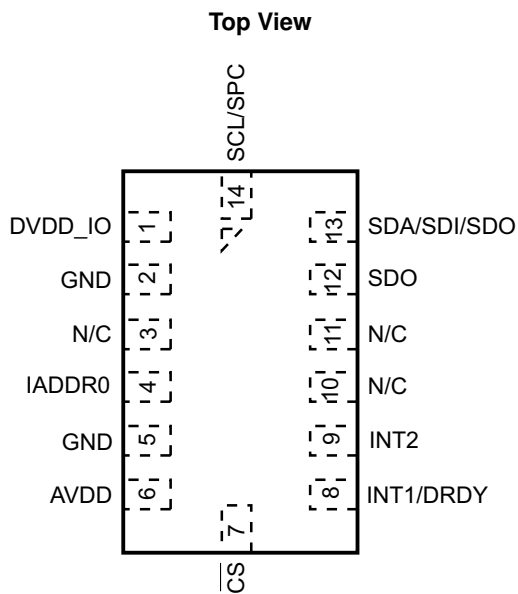 Top View
SCL/SPC
14
DVDD_IO 1 13 SDA/SDI/SDO
GND 2 12 SDO
N/C 3 11 N/C
IADDR0 4 10 N/C
GND 5 9 INT2
AVDD 6 8 INT1/DRDY
7
CS